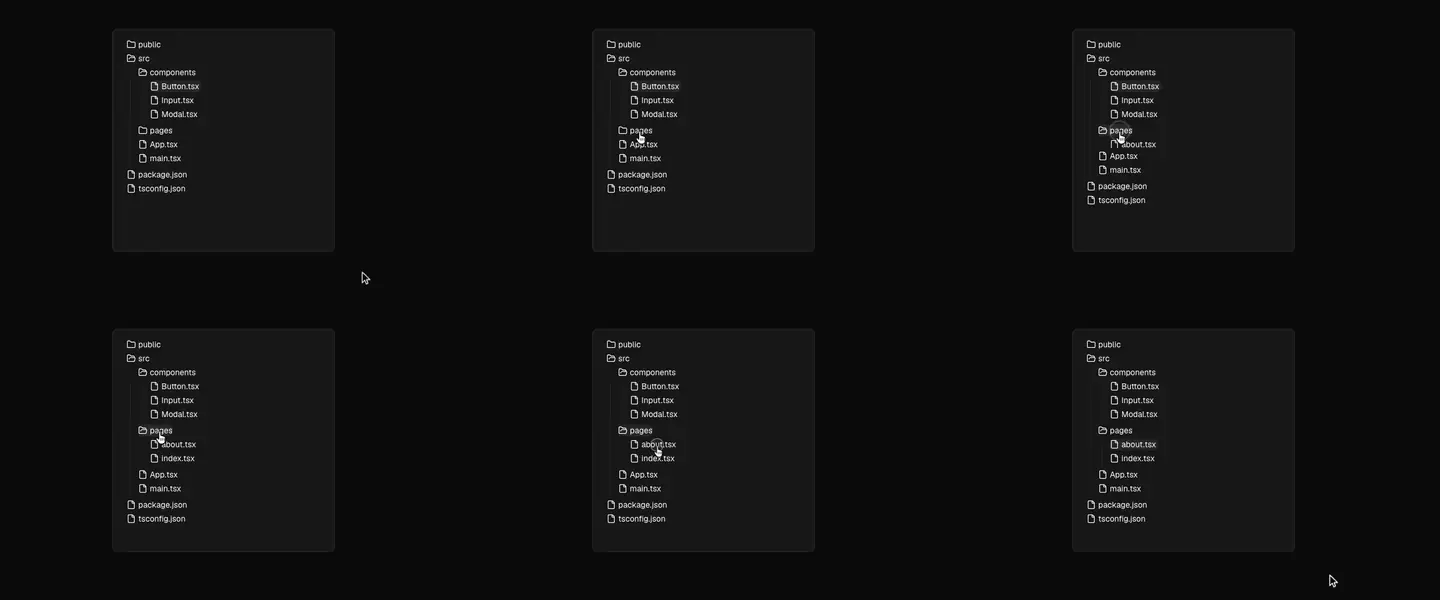 public
src
components
Button.tsx
Input.tsx
Modal.tsx
pages
App.tsx
main.tsx
package.json
tsconfig.json
public
src
components
Button.tsx
Input.tsx
Modal.tsx
pages
App.tsx
main.tsx
package.json
tsconfig.json
public
src
components
Button.tsx
Input.tsx
Modal.tsx
pages
about.tsx
App.tsx
main.tsx
package.json
tsconfig.json
public
src
components
Button.tsx
Input.tsx
Modal.tsx
pages
about.tsx
index.tsx
App.tsx
main.tsx
package.json
tsconfig.json
public
src
components
Button.tsx
Input.tsx
Modal.tsx
pages
about.tsx
index.tsx
App.tsx
main.tsx
package.json
tsconfig.json
public
src
components
Button.tsx
Input.tsx
Modal.tsx
pages
about.tsx
index.tsx
App.tsx
main.tsx
package.json
tsconfig.json